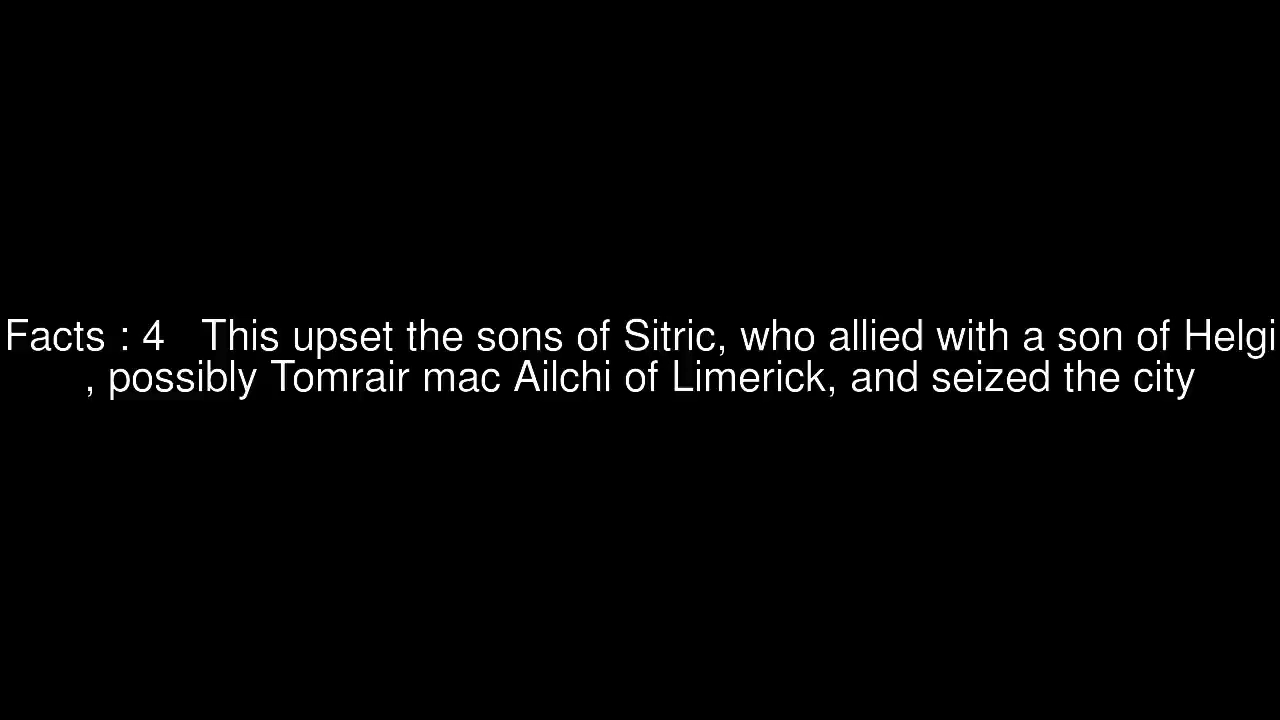 Facts : 4   This upset the sons of Sitric, who allied with a son of Helgi
, possibly Tomrair mac Ailchi of Limerick, and seized the city